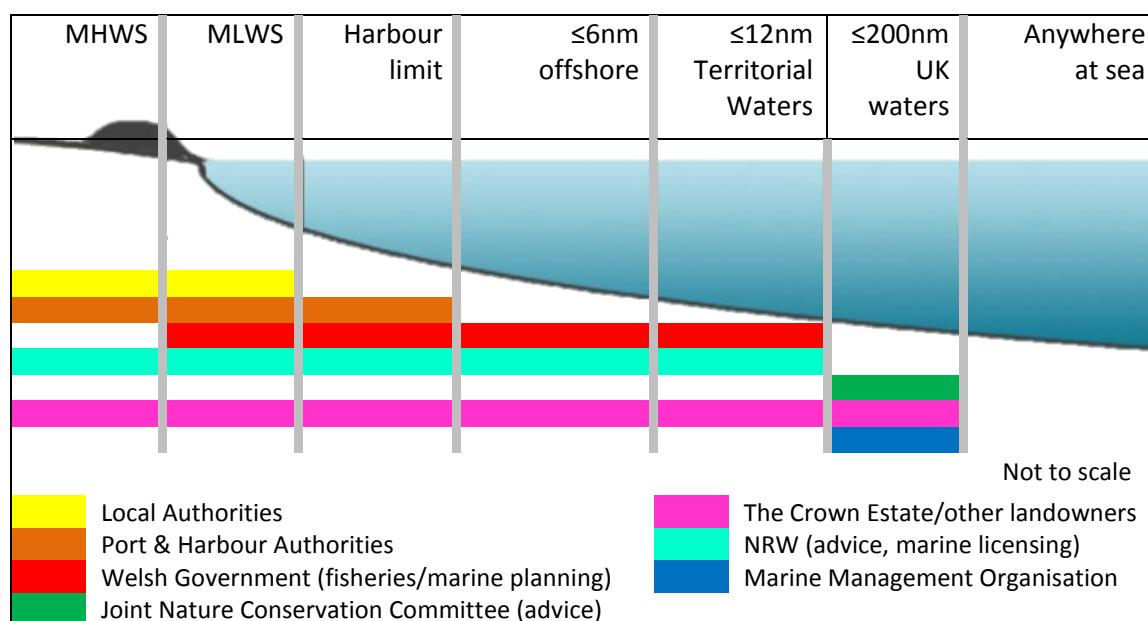 MHWS
MLWS
Harbour
limit
≤6nm
offshore
≤12nm
Territorial
Waters
≤200nm
UK
waters
Anywhere
at sea
Not to scale
Local Authorities
Port & Harbour Authorities
Welsh Government (fisheries/marine planning)
Joint Nature Conservation Committee (advice)
The Crown Estate/other landowners
NRW (advice, marine licensing)
Marine Management Organisation